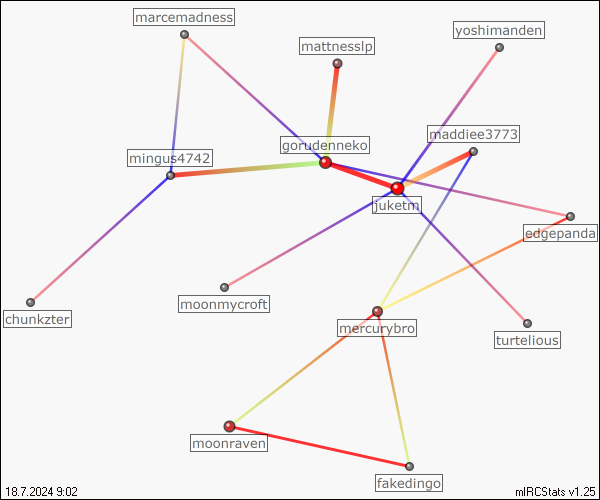 marcemadness
yoshimanden
mattnesslp
maddiee3773
gorudenneko
mingus4742
juketm
edgepanda
moonmycroft
chunkzter
mercurybro
turtelious
moonraven
fakedingo
18.7.2024 9:02
mIRCStats v1.25